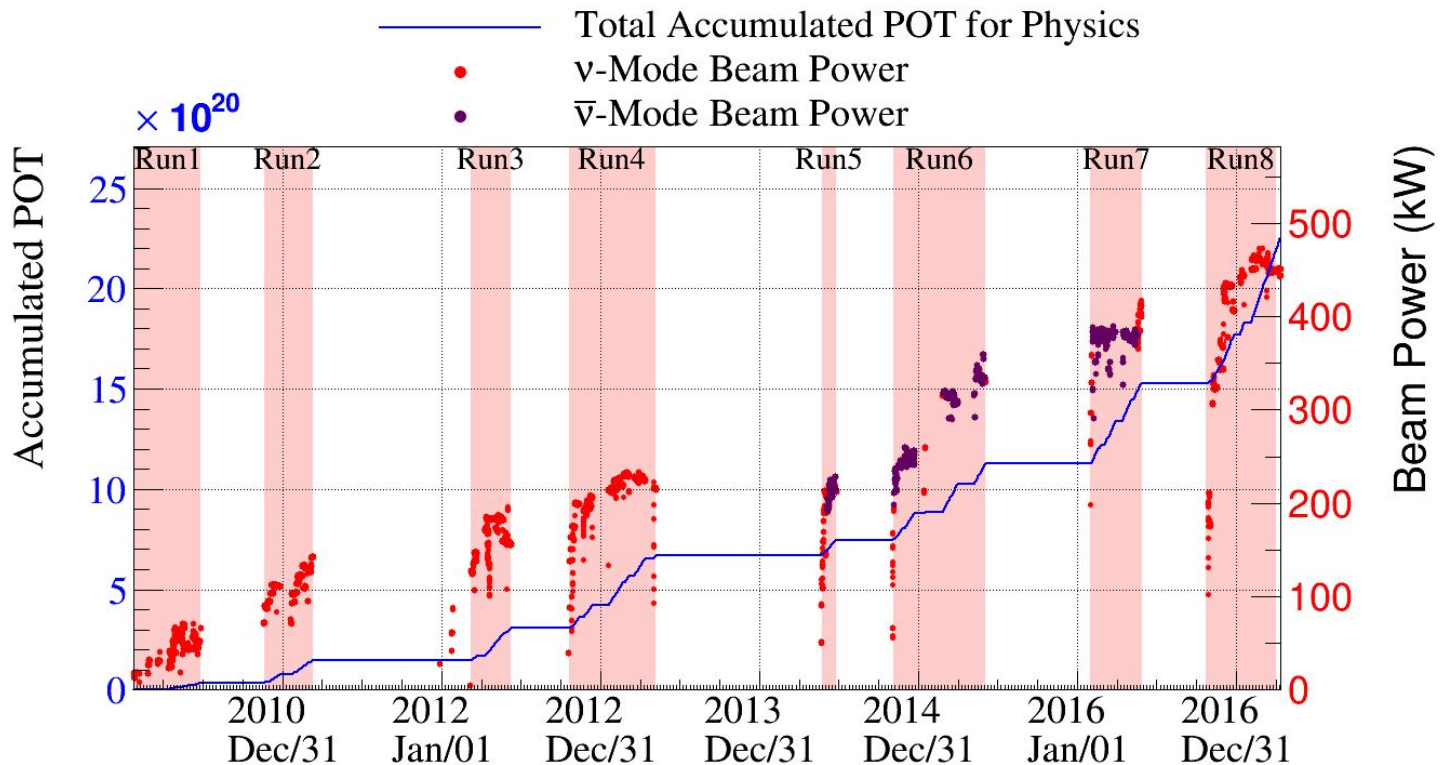 Total Accumulated POT for Physics
ν-Mode Beam Power
ν̅-Mode Beam Power
× 10²⁰
Accumulated POT
Beam Power (kW)
Run1 Run2 Run3 Run4 Run5 Run6 Run7 Run8
25
20
15
10
5
0
500
400
300
200
100
0
2010 2012 2012 2013 2014 2016 2016
Dec/31 Jan/01 Dec/31 Dec/31 Dec/31 Jan/01 Dec/31